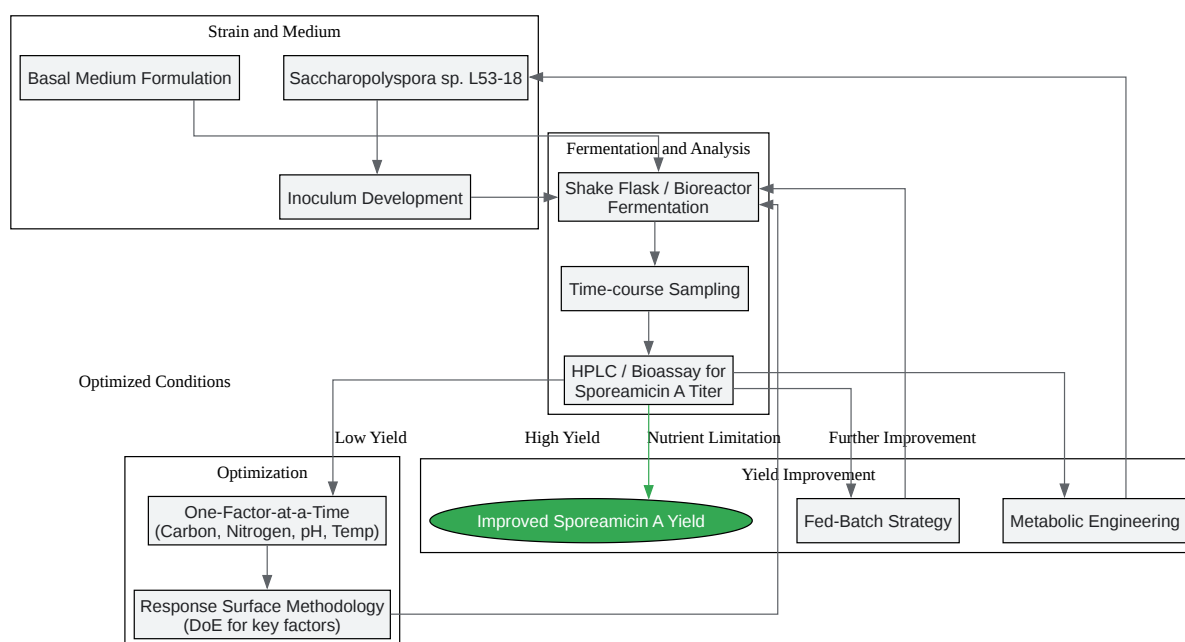 Strain and Medium
Basal Medium Formulation
Saccharopolyspora sp. L53-18
Inoculum Development
Fermentation and Analysis
Shake Flask / Bioreactor
Fermentation
Time-course Sampling
HPLC / Bioassay for
Sporeamicin A Titer
Optimized Conditions
Low Yield
High Yield
Nutrient Limitation
Further Improvement
Optimization
One-Factor-at-a-Time
(Carbon, Nitrogen, pH, Temp)
Response Surface Methodology
(DoE for key factors)
Yield Improvement
Improved Sporeamicin A Yield
Fed-Batch Strategy
Metabolic Engineering